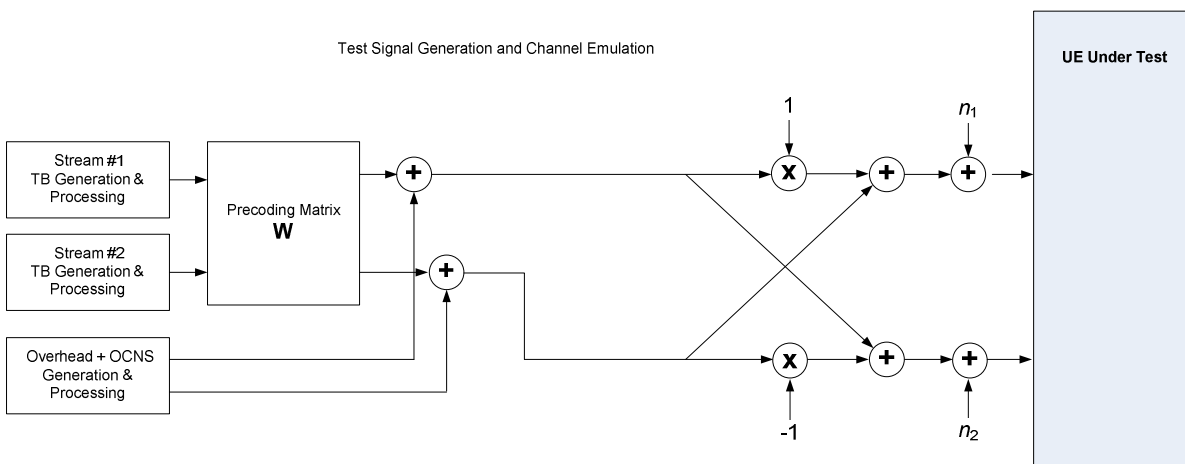 Test Signal Generation and Channel Emulation
UE Under Test
1
n1
Stream #1
TB Generation &
Processing
+
x
+
+
Precoding Matrix
W
Stream #2
TB Generation &
Processing
+
Overhead + OCNS
Generation &
Processing
x
+
+
-1
n2